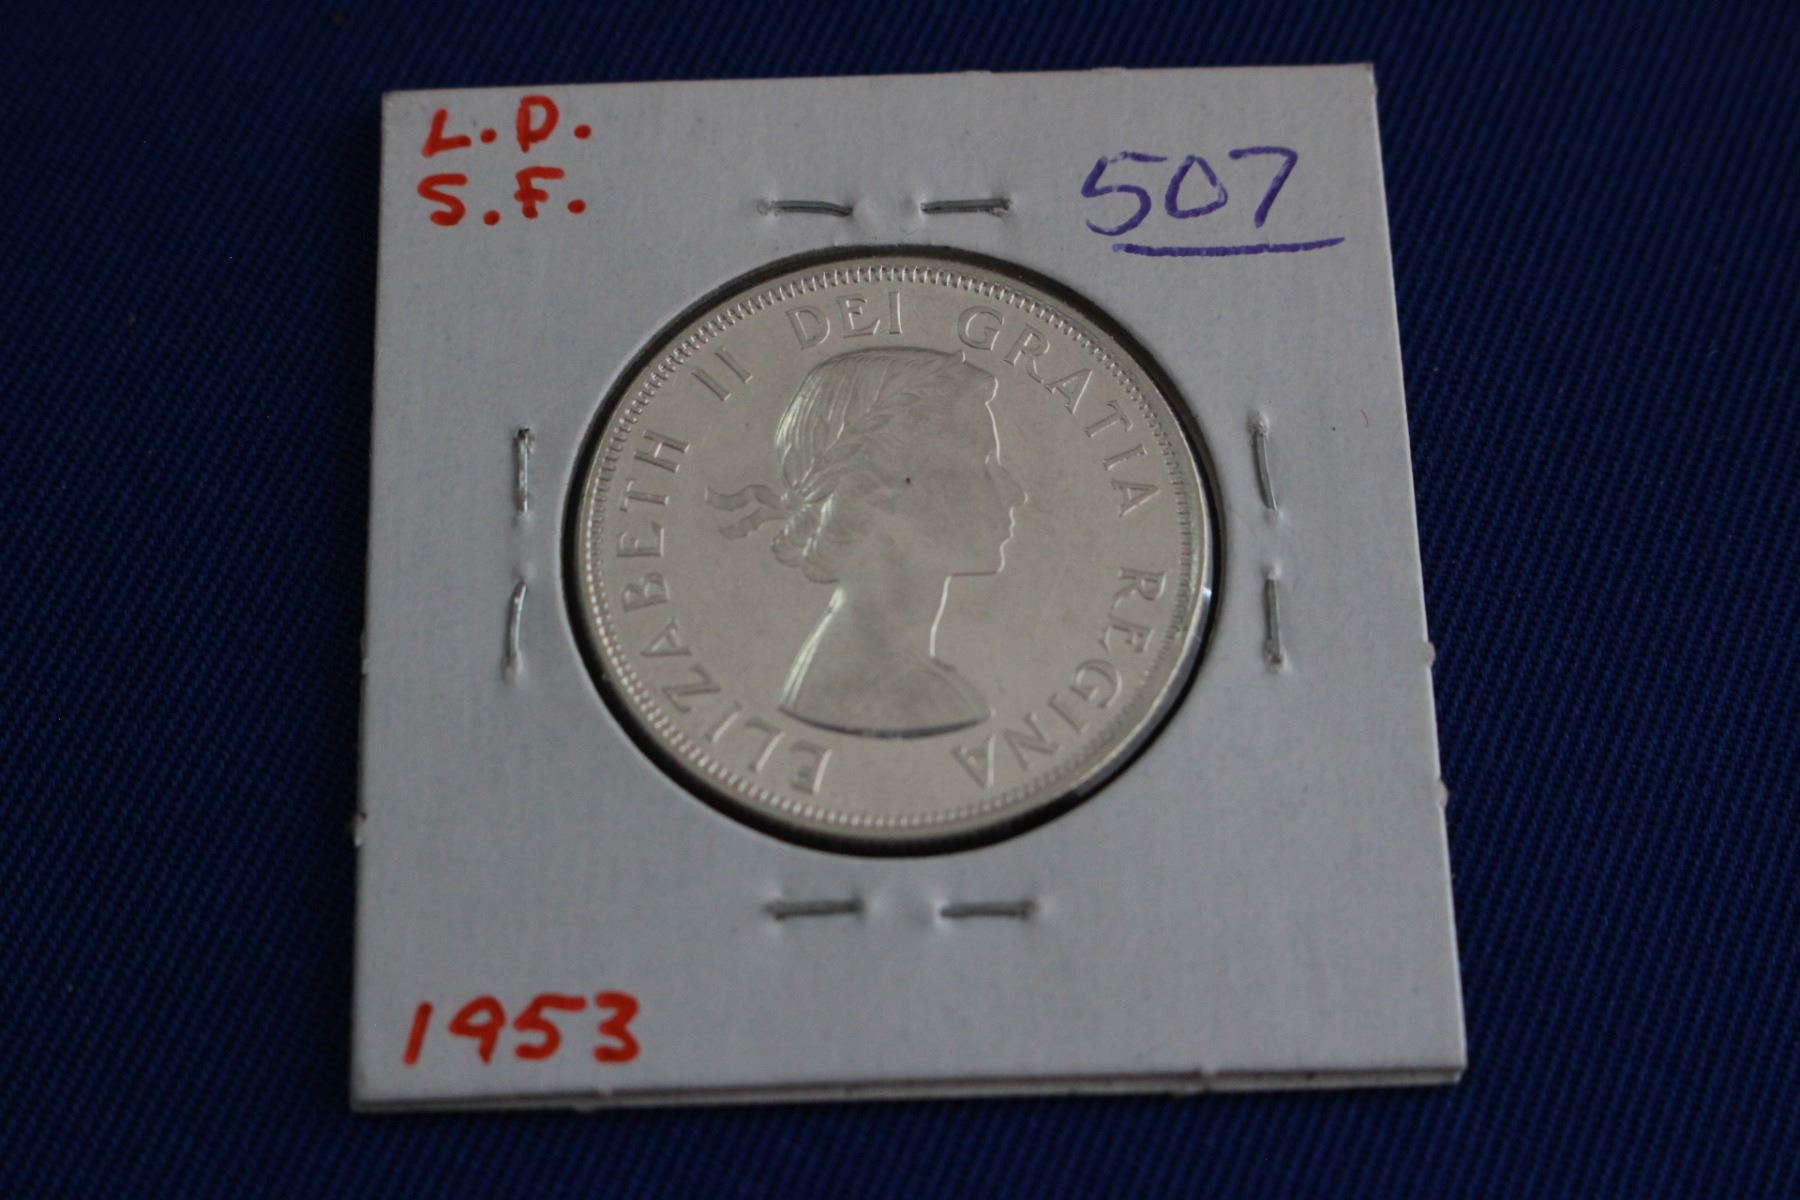 L.D.
S.F.
507
ELIZABETH II DEI GRATIA REGINA
1953